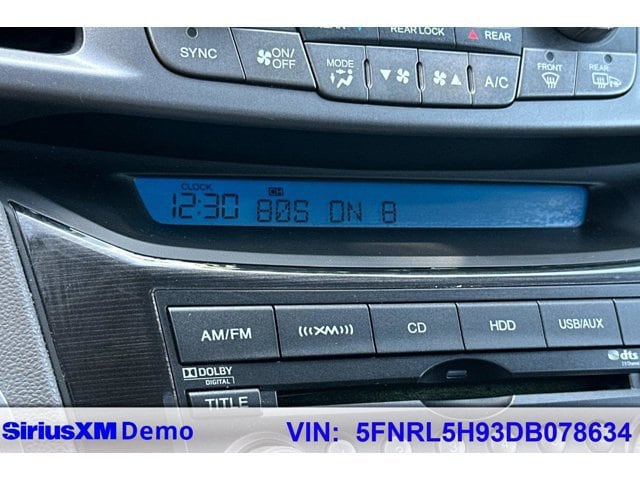 REAR LOCK
REAR
SYNC
ON/
OFF
MODE
A/C
FRONT
REAR
CLOCK
12:30
CH
80S ON 8
AM/FM
(((XM)))
CD
HDD
USB/AUX
DOLBY
DIGITAL
dts
TITLE
SiriusXM Demo
VIN: 5FNRL5H93DB078634